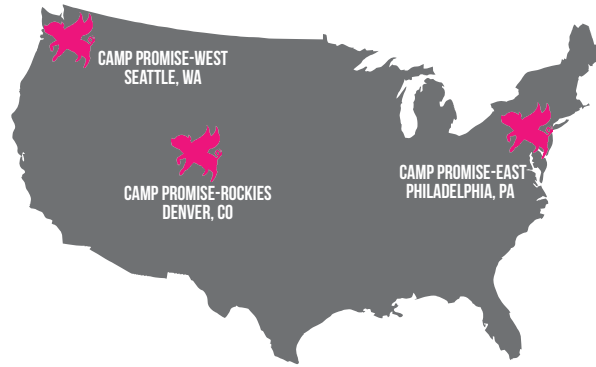 CAMP PROMISE-WEST
SEATTLE, WA
CAMP PROMISE-ROCKIES
DENVER, CO
CAMP PROMISE-EAST
PHILADELPHIA, PA